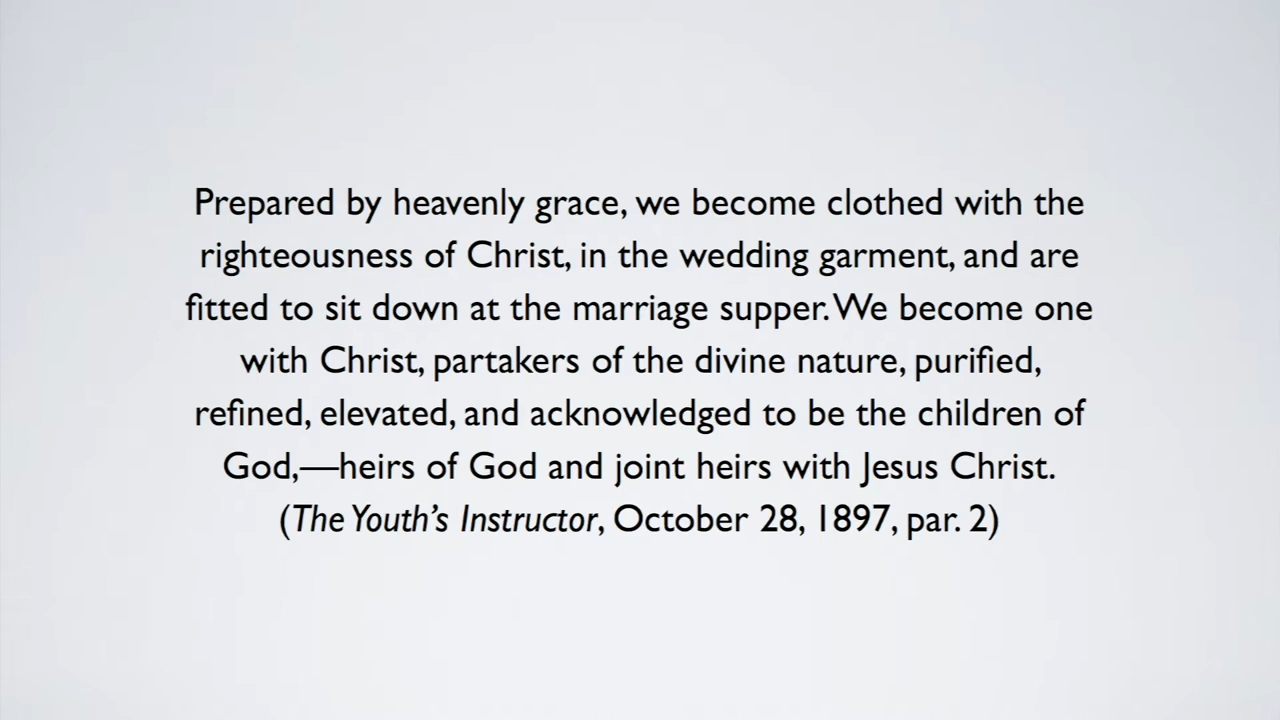 Prepared by heavenly grace, we become clothed with the
righteousness of Christ, in the wedding garment, and are
fitted to sit down at the marriage supper. We become one
with Christ, partakers of the divine nature, purified,
refined, elevated, and acknowledged to be the children of
God,—heirs of God and joint heirs with Jesus Christ.
(The Youth’s Instructor, October 28, 1897, par. 2)